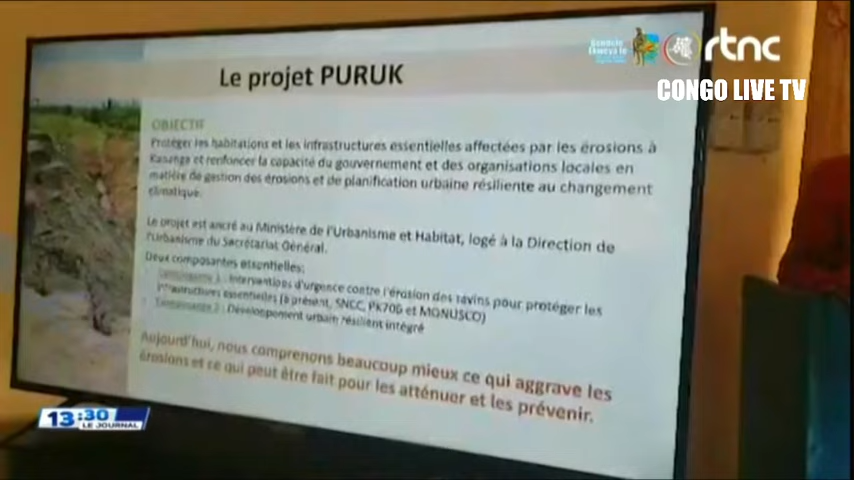 rtnc
CONGO LIVE TV
Le projet PURUK
OBJECTIF
Protéger les habitations et les infrastructures essentielles affectées par les érosions à
Kananga et renforcer la capacité du gouvernement et des organisations locales en
matière de gestion des érosions et de planification urbaine résiliente au changement
climatique.
Le projet est ancré au Ministère de l'Urbanisme et Habitat, logé à la Direction de
l'Urbanisme du Secrétariat Général.
Deux composantes essentielles:
Composante 1 : Interventions d'urgence contre l'érosion des ravins pour protéger les
infrastructures essentielles (à présent, SNCC, PK700 et MONUSCO)
Composante 2 : Développement urbain résilient intégré
Aujourd'hui, nous comprenons beaucoup mieux ce qui aggrave les
érosions et ce qui peut être fait pour les atténuer et les prévenir.
13:30
LE JOURNAL